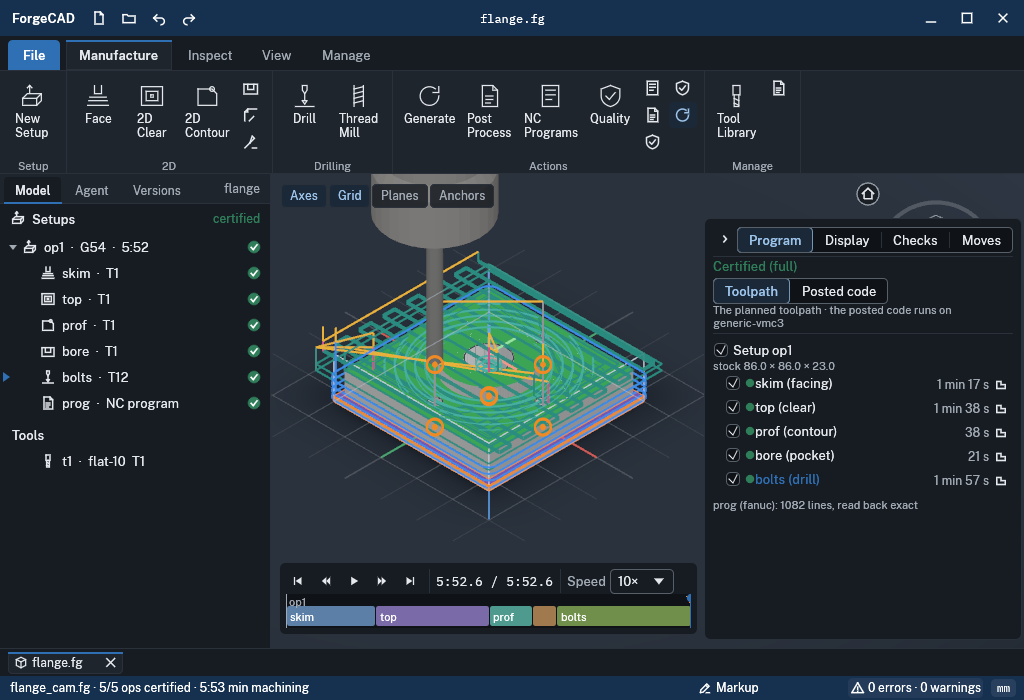 ForgeCAD
flange.fg
File
Manufacture
Inspect
View
Manage
New Setup
Face
2D Clear
2D Contour
Drill
Thread Mill
Generate
Post Process
NC Programs
Quality
Tool Library
Setup
2D
Drilling
Actions
Manage
Model
Agent
Versions
flange
Setups
certified
op1 · G54 · 5:52
skim · T1
top · T1
prof · T1
bore · T1
bolts · T12
prog · NC program
Tools
t1 · flat-10 T1
Axes
Grid
Planes
Anchors
Program
Display
Checks
Moves
Certified (full)
Toolpath
Posted code
The planned toolpath · the posted code runs on
generic-vmc3
Setup op1
stock 86.0 × 86.0 × 23.0
skim (facing) 1 min 17 s
top (clear) 1 min 38 s
prof (contour) 38 s
bore (pocket) 21 s
bolts (drill) 1 min 57 s
prog (fanuc): 1082 lines, read back exact
5:52.6 / 5:52.6
Speed
10×
op1
skim
top
prof
bolts
flange.fg
flange_cam.fg · 5/5 ops certified · 5:53 min machining
Markup
0 errors · 0 warnings
mm